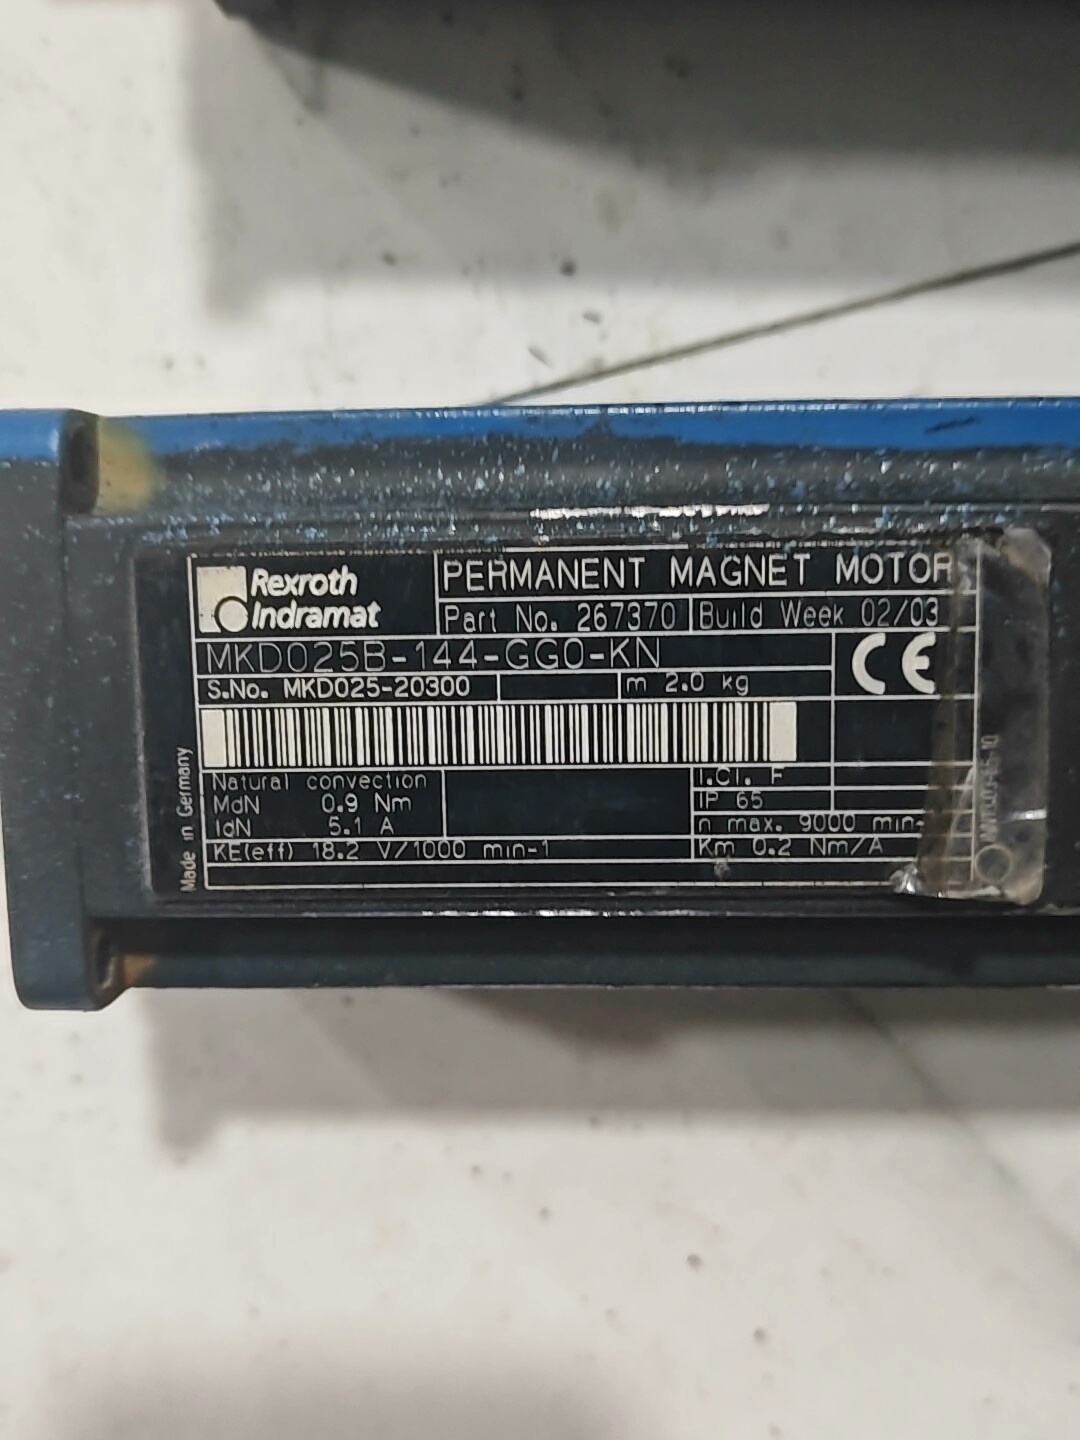 Rexroth
Indramat
PERMANENT MAGNET MOTOR
Part No. 267370
Build Week 02/03
MKD025B-144-GG0-KN
CE
S.No. MKD025-20300
m 2.0 kg
Made in Germany
Natural convection
MdN 0.9 Nm
IdN 5.1 A
I.Cl. F
IP 65
n max. 9000 min-
KE(eff) 18.2 V/1000 min-1
Km 0.2 Nm/A